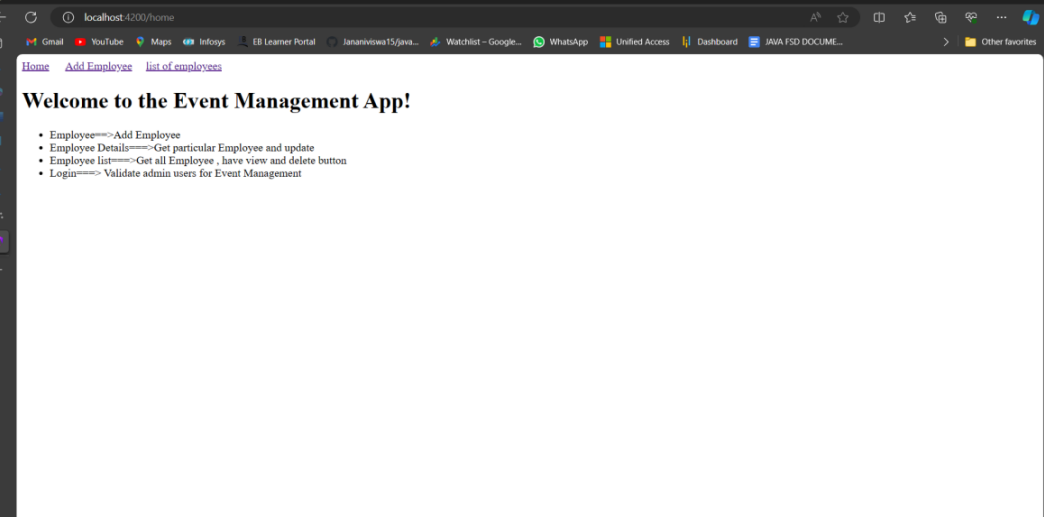 localhost:4200/home
Gmail YouTube Maps Infosys EB Learner Portal Jananiviswa15/java... Watchlist – Google... WhatsApp Unified Access Dashboard JAVA FSD DOCUME... Other favorites
Home Add Employee list of employees
Welcome to the Event Management App!
Employee==>Add Employee
Employee Details===>Get particular Employee and update
Employee list===>Get all Employee , have view and delete button
Login===> Validate admin users for Event Management